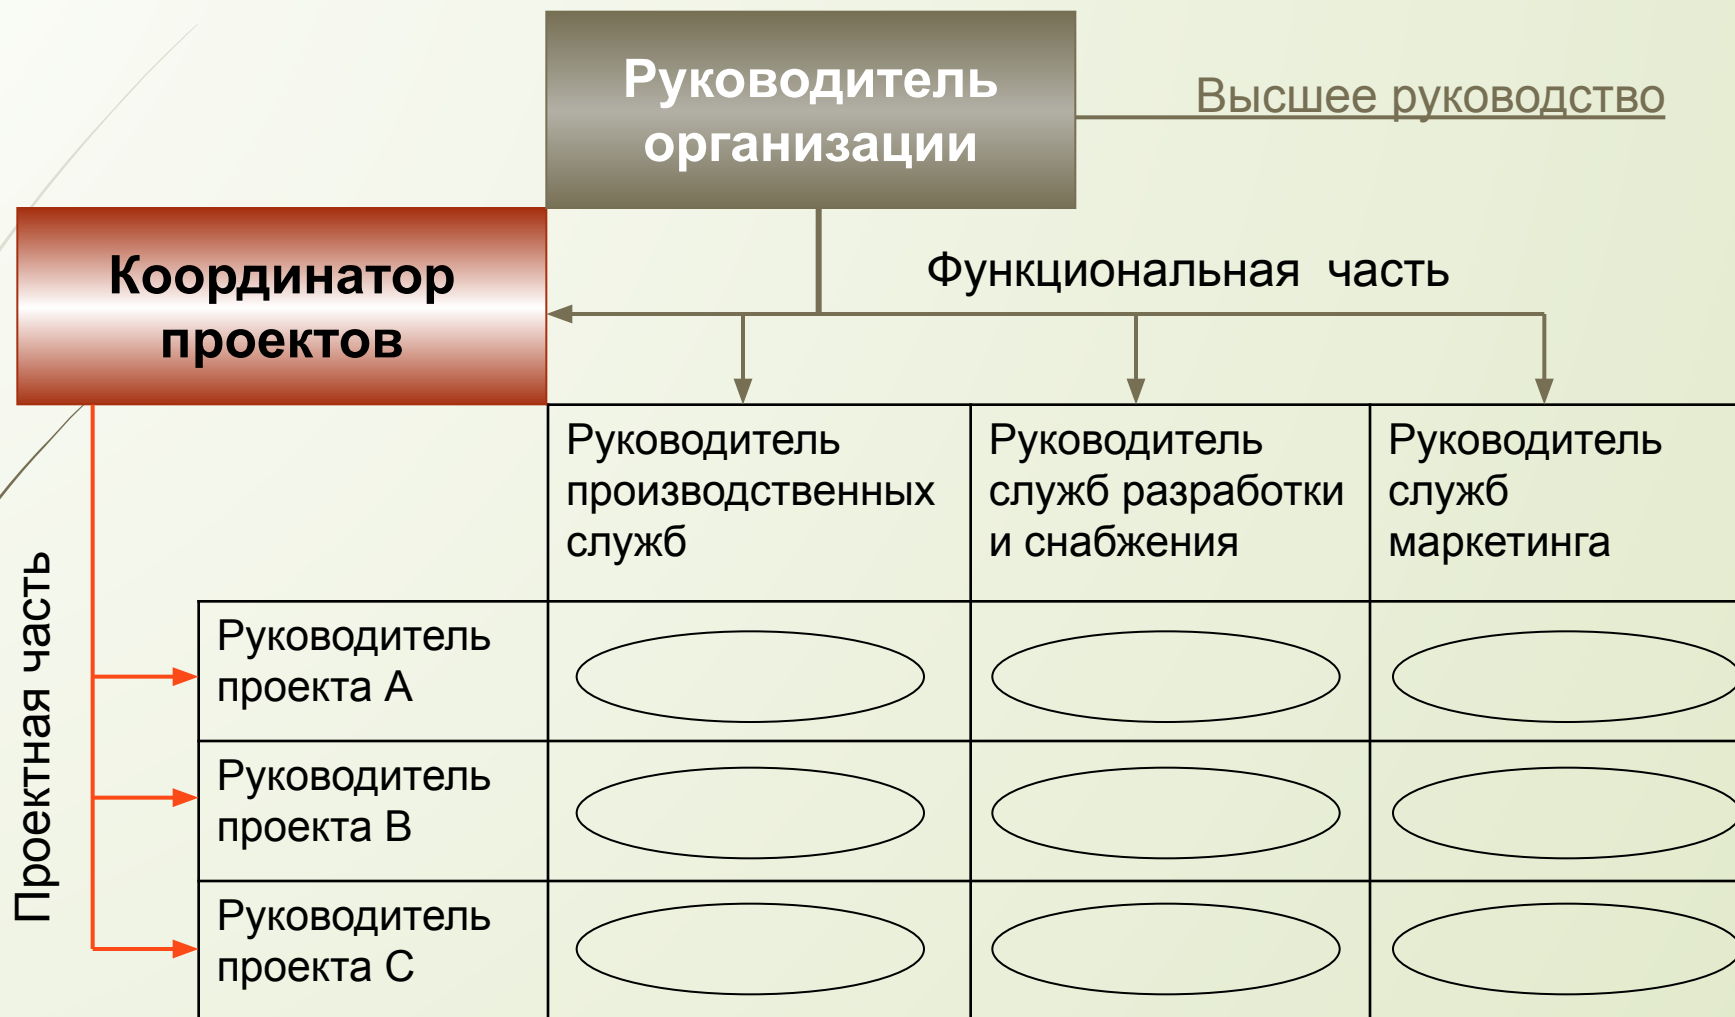 Руководитель
организации
Высшее руководство
Координатор
проектов
Функциональная часть
Руководитель
производственных
служб
Руководитель
служб разработки
и снабжения
Руководитель
служб
маркетинга
Проектная часть
Руководитель
проекта А
Руководитель
проекта В
Руководитель
проекта С